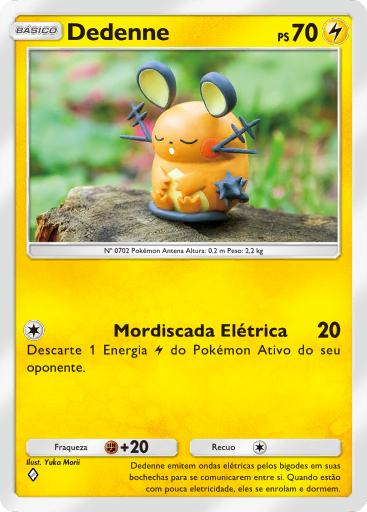 BÁSICO Dedenne PS 70
Nº 0702 Pokémon Antena Altura: 0,2 m Peso: 2,2 kg
Mordiscada Elétrica 20
Descarte 1 Energia do Pokémon Ativo do seu
oponente.
Fraqueza +20 Recuo
Ilust. Yuka Morii
Dedenne emitem ondas elétricas pelos bigodes em suas
bochechas para se comunicarem entre si. Quando estão
com pouca eletricidade, eles se enrolam e dormem.